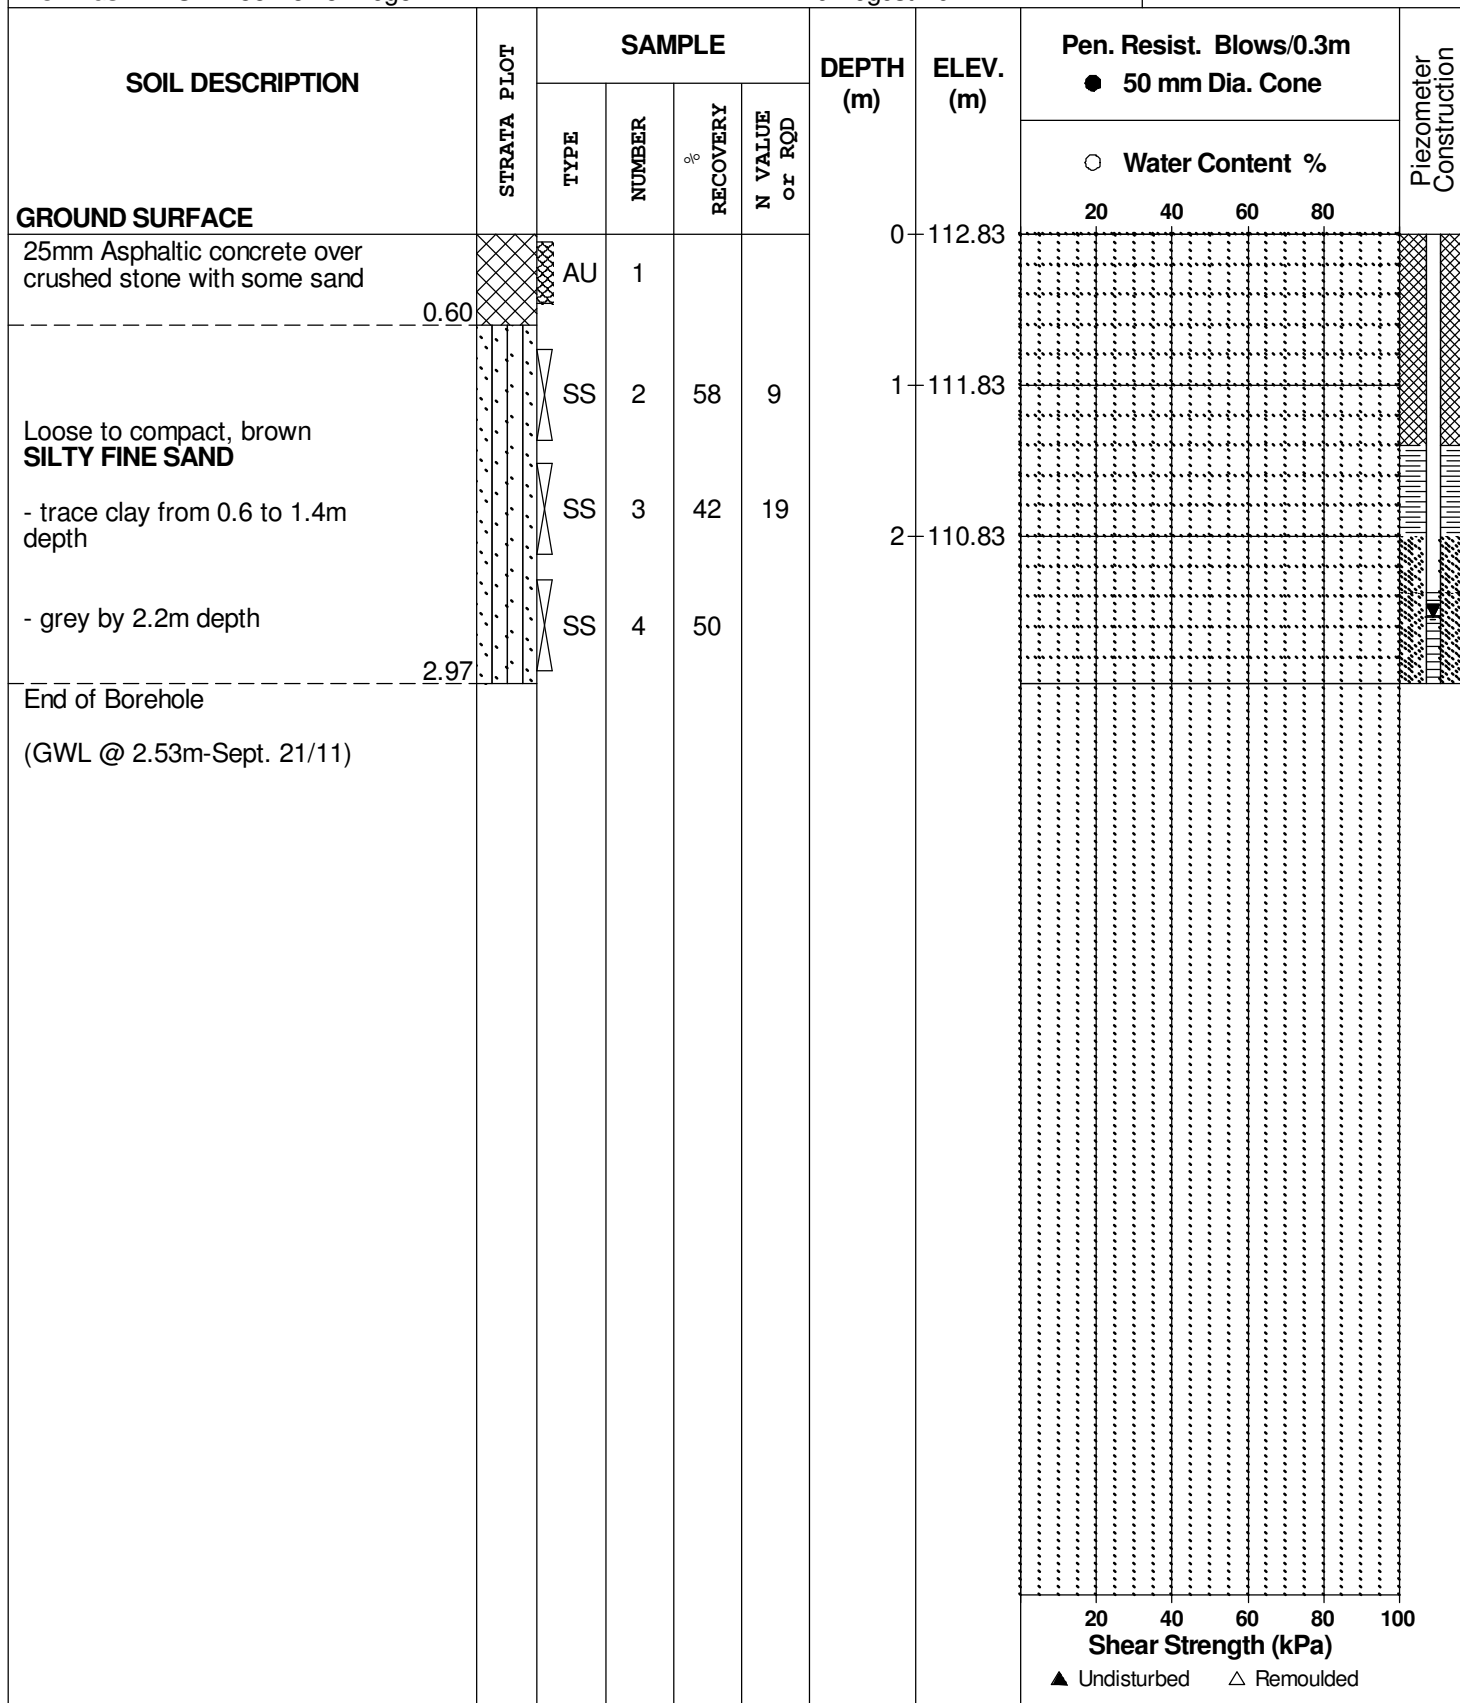 SOIL DESCRIPTION
GROUND SURFACE
STRATA PLOT
SAMPLE
TYPE
NUMBER
% RECOVERY
N VALUE
or RQD
DEPTH
(m)
ELEV.
(m)
Pen. Resist. Blows/0.3m
● 50 mm Dia. Cone
○ Water Content %
20 40 60 80
Piezometer
Construction
0 112.83
25mm Asphaltic concrete over
crushed stone with some sand
0.60
AU 1
SS 2 58 9
1 111.83
Loose to compact, brown
SILTY FINE SAND
- trace clay from 0.6 to 1.4m
depth
SS 3 42 19
2 110.83
- grey by 2.2m depth
SS 4 50
2.97
End of Borehole
(GWL @ 2.53m-Sept. 21/11)
20 40 60 80 100
Shear Strength (kPa)
▲ Undisturbed △ Remoulded